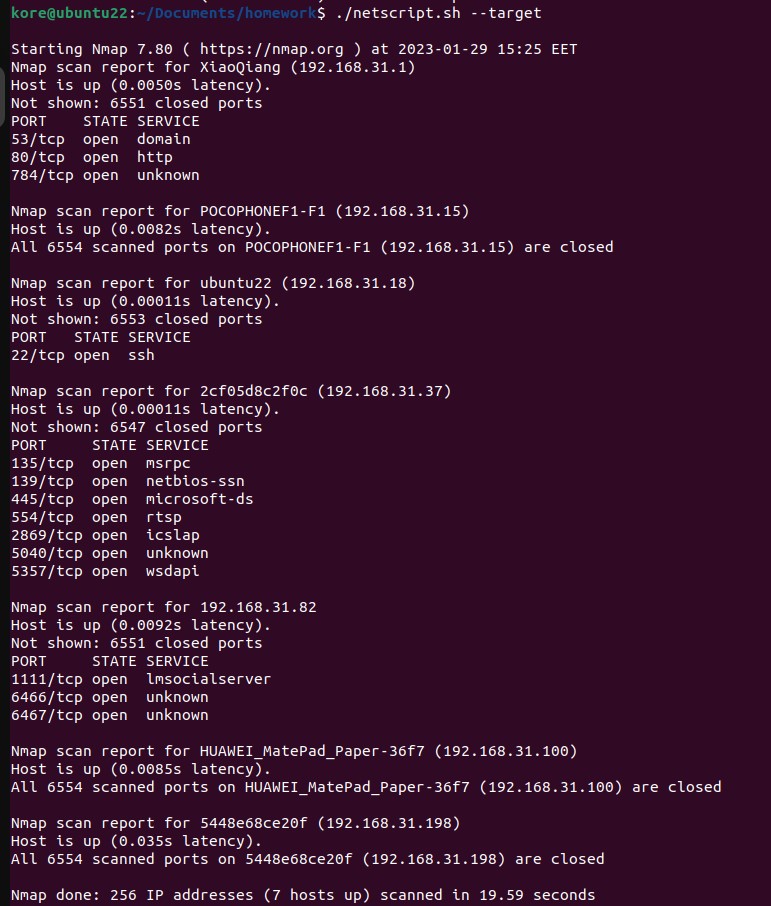 kore@ubuntu22:~/Documents/homework$ ./netscript.sh --target

Starting Nmap 7.80 ( https://nmap.org ) at 2023-01-29 15:25 EET
Nmap scan report for XiaoQiang (192.168.31.1)
Host is up (0.0050s latency).
Not shown: 6551 closed ports
PORT    STATE SERVICE
53/tcp  open  domain
80/tcp  open  http
784/tcp open  unknown

Nmap scan report for POCOPHONEF1-F1 (192.168.31.15)
Host is up (0.0082s latency).
All 6554 scanned ports on POCOPHONEF1-F1 (192.168.31.15) are closed

Nmap scan report for ubuntu22 (192.168.31.18)
Host is up (0.00011s latency).
Not shown: 6553 closed ports
PORT   STATE SERVICE
22/tcp open  ssh

Nmap scan report for 2cf05d8c2f0c (192.168.31.37)
Host is up (0.00011s latency).
Not shown: 6547 closed ports
PORT     STATE SERVICE
135/tcp  open  msrpc
139/tcp  open  netbios-ssn
445/tcp  open  microsoft-ds
554/tcp  open  rtsp
2869/tcp open  icslap
5040/tcp open  unknown
5357/tcp open  wsdapi

Nmap scan report for 192.168.31.82
Host is up (0.0092s latency).
Not shown: 6551 closed ports
PORT     STATE SERVICE
1111/tcp open  lmsocialserver
6466/tcp open  unknown
6467/tcp open  unknown

Nmap scan report for HUAWEI_MatePad_Paper-36f7 (192.168.31.100)
Host is up (0.0085s latency).
All 6554 scanned ports on HUAWEI_MatePad_Paper-36f7 (192.168.31.100) are closed

Nmap scan report for 5448e68ce20f (192.168.31.198)
Host is up (0.035s latency).
All 6554 scanned ports on 5448e68ce20f (192.168.31.198) are closed

Nmap done: 256 IP addresses (7 hosts up) scanned in 19.59 seconds